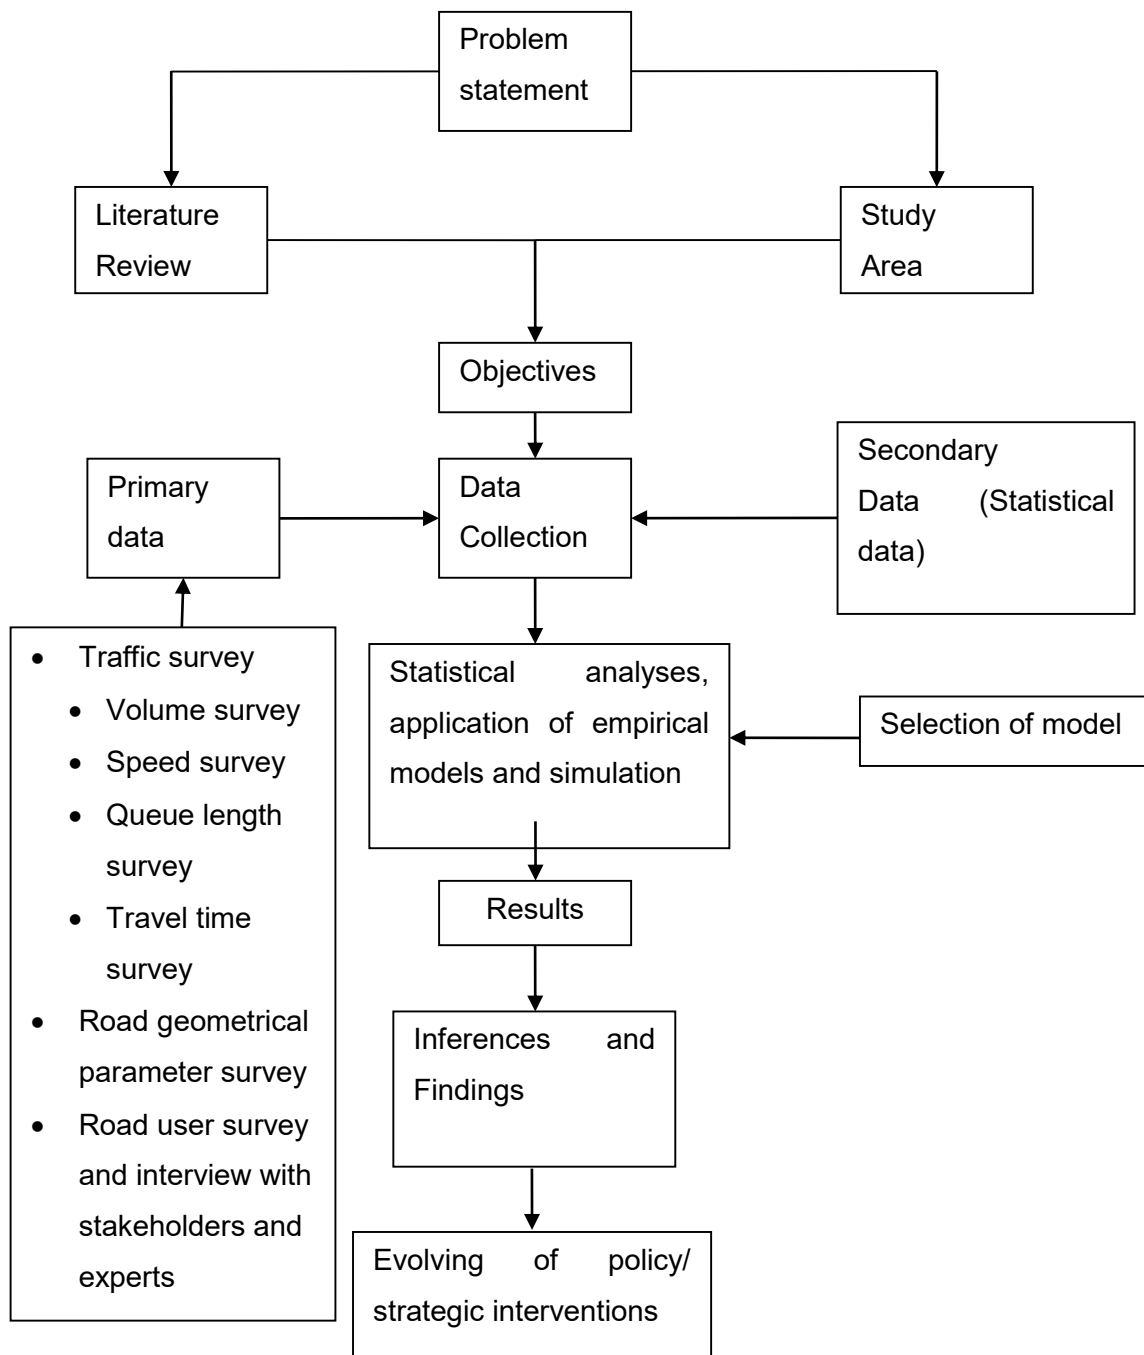 Problem
statement
Literature
Review
Study
Area
Objectives
Primary
data
Data
Collection
Secondary
Data (Statistical
data)
• Traffic survey
• Volume survey
• Speed survey
• Queue length
survey
• Travel time
survey
• Road geometrical
parameter survey
• Road user survey
and interview with
stakeholders and
experts
Statistical analyses,
application of empirical
models and simulation
Selection of model
Results
Inferences and
Findings
Evolving of policy/
strategic interventions